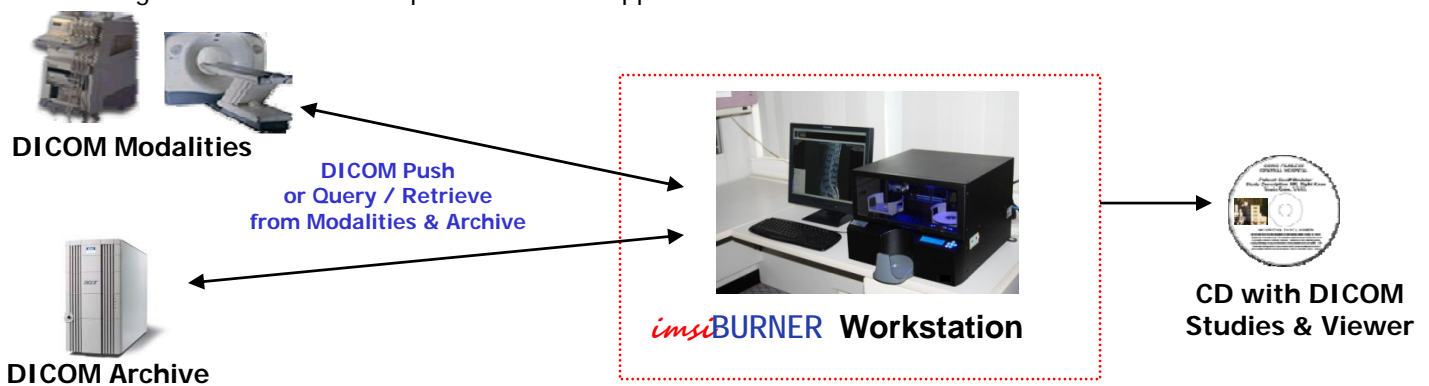 DICOM Modalities
DICOM Push
or Query / Retrieve
from Modalities & Archive
DICOM Archive
imsiBURNER Workstation
CD with DICOM
Studies & Viewer